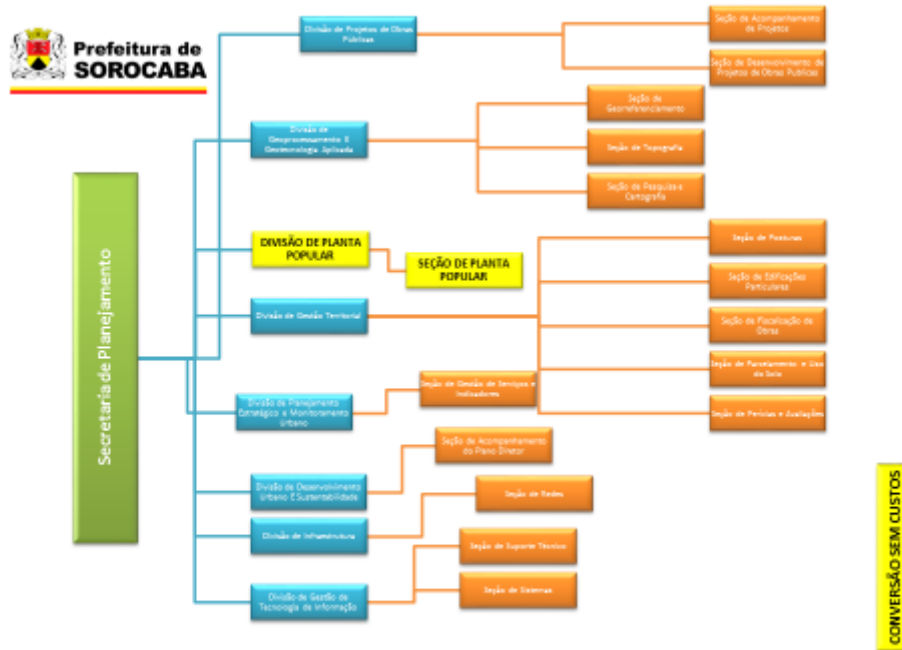 Prefeitura de
SOROCABA
Secretaria de Planejamento
Divisão de Projetos de Obras
Públicas
Seção de Acompanhamento
de Projetos
Seção de Desenvolvimento de
Projetos de Obras Publicas
Divisão de
Geoprocessamento E
Geotecnologia Aplicada
Seção de
Georreferenciamento
Seção de Topografia
Seção de Pesquisa e
Cartografia
DIVISÃO DE PLANTA
POPULAR
SEÇÃO DE PLANTA
POPULAR
Divisão de Gestão Territorial
Seção de Posturas
Seção de Edificações
Particulares
Seção de Fiscalização de
Obras
Seção de Parcelamento e Uso
do Solo
Seção de Perícias e Avaliações
Divisão de Planejamento
Estratégico e Monitoramento
Urbano
Seção de Gestão de Serviços e
Indicadores
Divisão de Desenvolvimento
Urbano E Sustentabilidade
Seção de Acompanhamento
do Plano Diretor
Divisão de Infraestrutura
Seção de Redes
Divisão de Gestão de
Tecnologia de Informação
Seção de Suporte Técnico
Seção de Sistemas
CONVERSÃO SEM CUSTOS